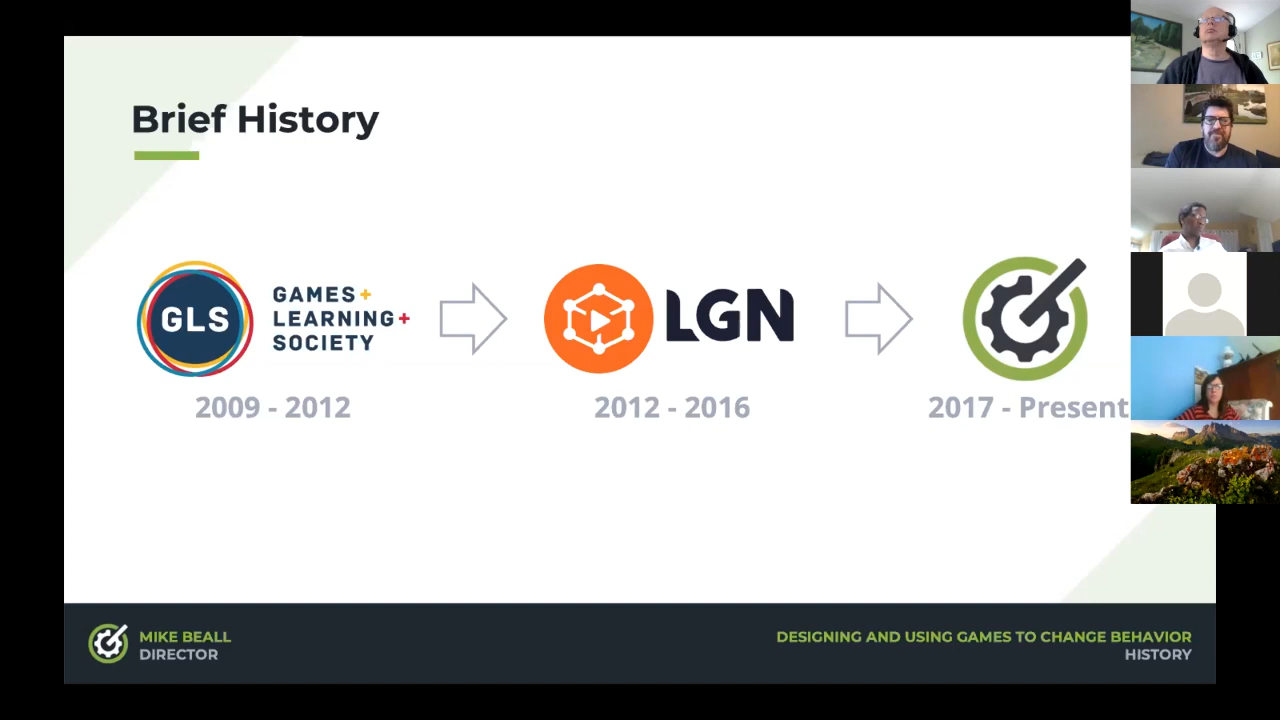 Brief History
GLS
GAMES+
LEARNING+
SOCIETY
LGN
2009 - 2012
2012 - 2016
2017 - Present
MIKE BEALL
DIRECTOR
DESIGNING AND USING GAMES TO CHANGE BEHAVIOR
HISTORY